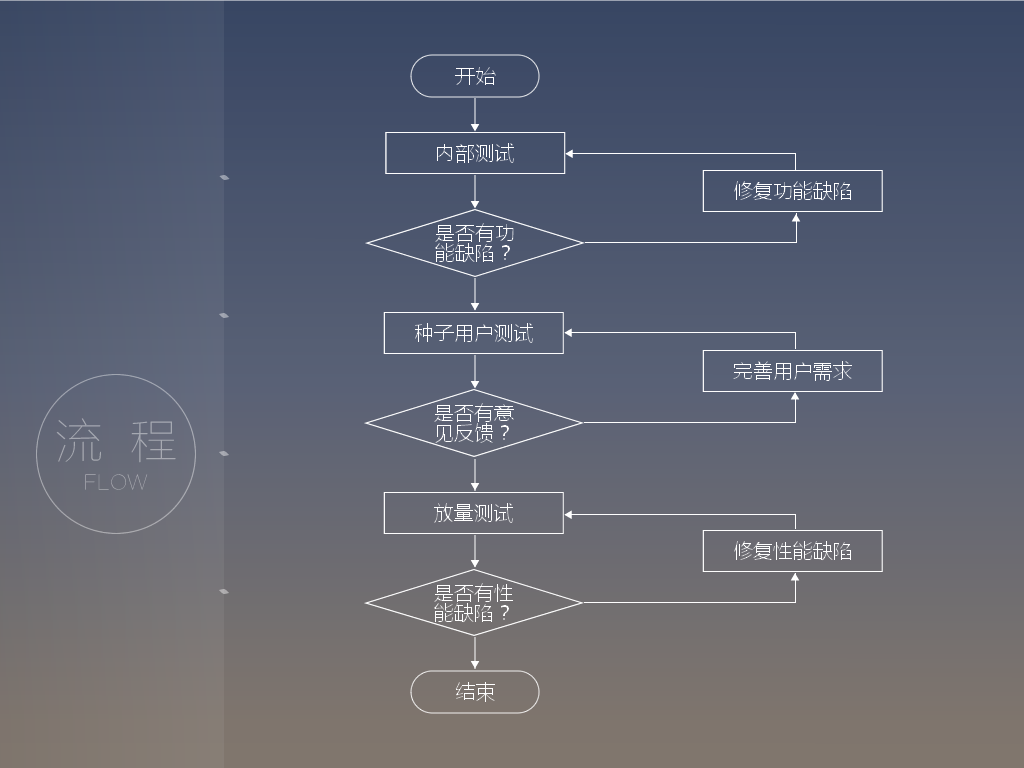 开始
内部测试
修复功能缺陷
是否有功
能缺陷？
种子用户测试
完善用户需求
是否有意
见反馈？
流 程
FLOW
放量测试
修复性能缺陷
是否有性
能缺陷？
结束